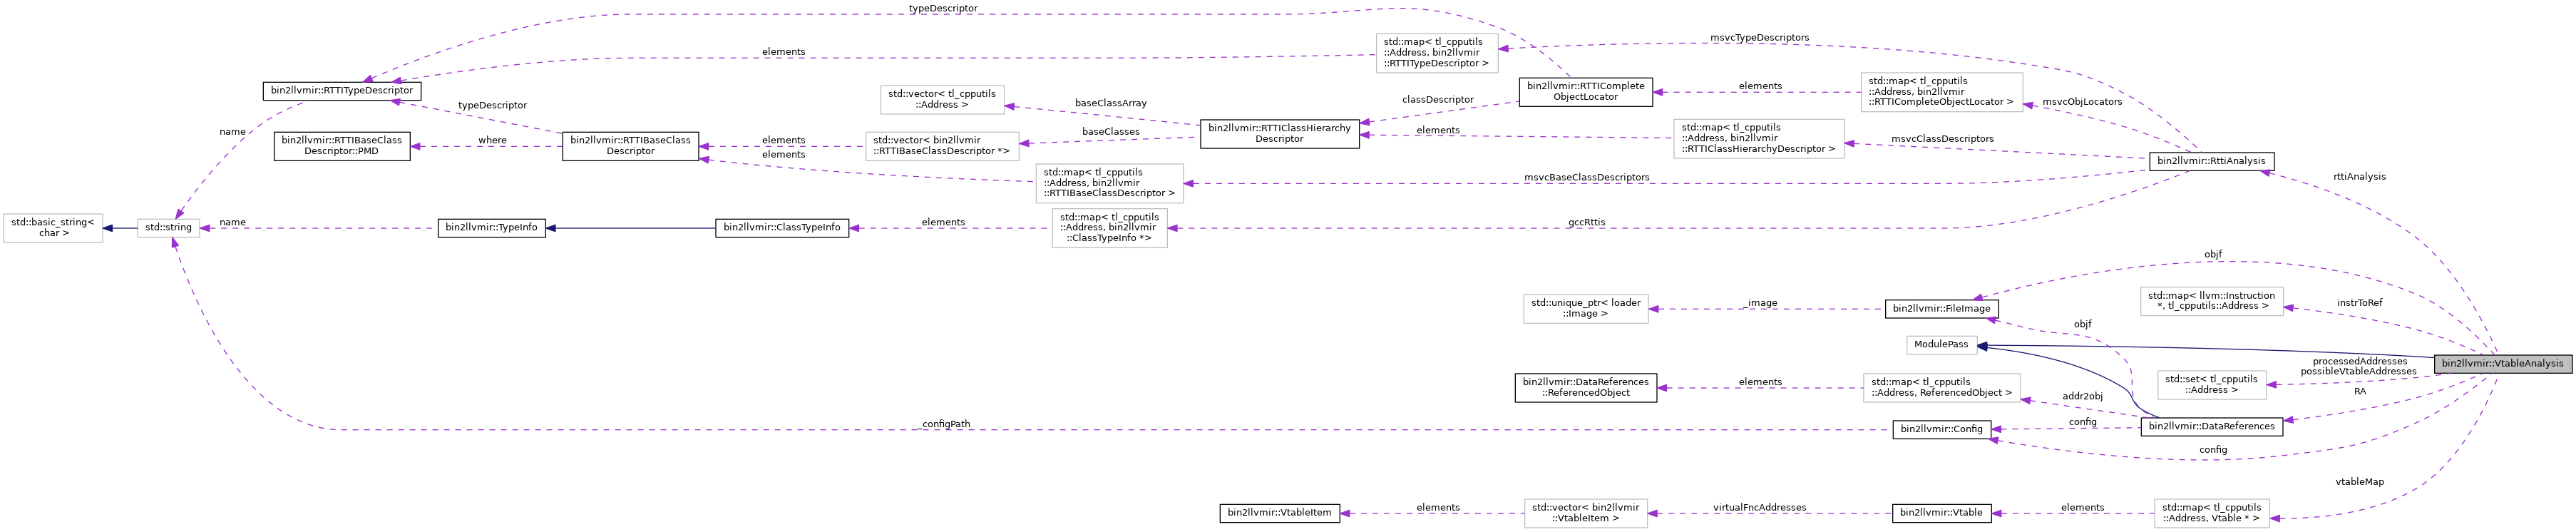 typeDescriptor
elements
std::map< tl_cpputils
::Address, bin2llvmir
::RTTITypeDescriptor >
msvcTypeDescriptors
bin2llvmir::RTTITypeDescriptor
typeDescriptor
std::vector< tl_cpputils
::Address >
baseClassArray
classDescriptor
bin2llvmir::RTTIComplete
ObjectLocator
elements
std::map< tl_cpputils
::Address, bin2llvmir
::RTTICompleteObjectLocator >
msvcObjLocators
name
bin2llvmir::RTTIBaseClass
Descriptor::PMD
where
bin2llvmir::RTTIBaseClass
Descriptor
elements
elements
std::vector< bin2llvmir
::RTTIBaseClassDescriptor *>
baseClasses
bin2llvmir::RTTIClassHierarchy
Descriptor
elements
std::map< tl_cpputils
::Address, bin2llvmir
::RTTIClassHierarchyDescriptor >
msvcClassDescriptors
bin2llvmir::RttiAnalysis
std::map< tl_cpputils
::Address, bin2llvmir
::RTTIBaseClassDescriptor >
msvcBaseClassDescriptors
rttiAnalysis
std::basic_string<
char >
std::string
name
bin2llvmir::TypeInfo
bin2llvmir::ClassTypeInfo
elements
std::map< tl_cpputils
::Address, bin2llvmir
::ClassTypeInfo *>
gccRttis
objf
std::unique_ptr< loader
::Image >
_image
bin2llvmir::FileImage
std::map< llvm::Instruction
*, tl_cpputils::Address >
instrToRef
objf
ModulePass
bin2llvmir::VtableAnalysis
processedAddresses
possibleVtableAddresses
bin2llvmir::DataReferences
::ReferencedObject
elements
std::map< tl_cpputils
::Address, ReferencedObject >
addr2obj
std::set< tl_cpputils
::Address >
RA
_configPath
bin2llvmir::Config
config
bin2llvmir::DataReferences
config
vtableMap
bin2llvmir::VtableItem
elements
std::vector< bin2llvmir
::VtableItem >
virtualFncAddresses
bin2llvmir::Vtable
elements
std::map< tl_cpputils
::Address, Vtable * >